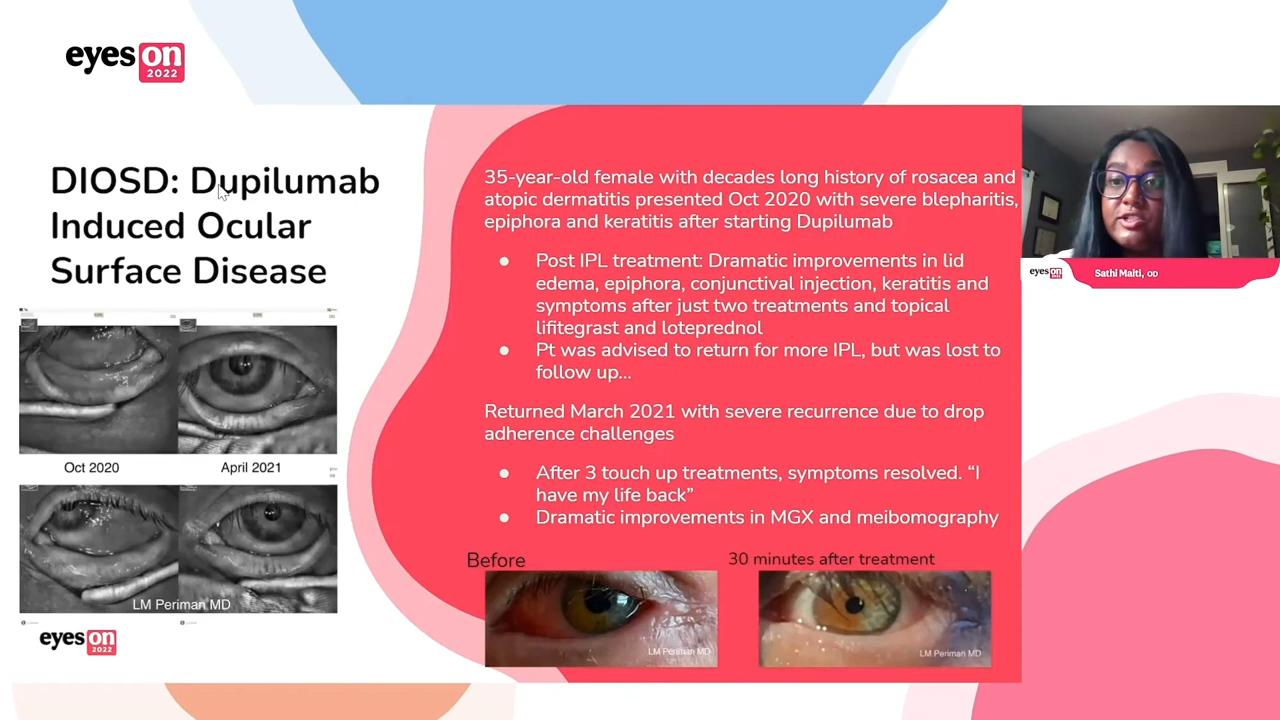 eyes on
2022
DIOSD: Dupilumab
Induced Ocular
Surface Disease
Oct 2020
April 2021
LM Periman MD
eyes on
2022
35-year-old female with decades long history of rosacea and
atopic dermatitis presented Oct 2020 with severe blepharitis,
epiphora and keratitis after starting Dupilumab
● Post IPL treatment: Dramatic improvements in lid
edema, epiphora, conjunctival injection, keratitis and
symptoms after just two treatments and topical
lifitegrast and loteprednol
● Pt was advised to return for more IPL, but was lost to
follow up...
Returned March 2021 with severe recurrence due to drop
adherence challenges
● After 3 touch up treatments, symptoms resolved. “I
have my life back”
● Dramatic improvements in MGX and meibomography
Before
30 minutes after treatment
LM Periman MD
LM Periman MD
eyes on
2022
Sathi Maiti, OD